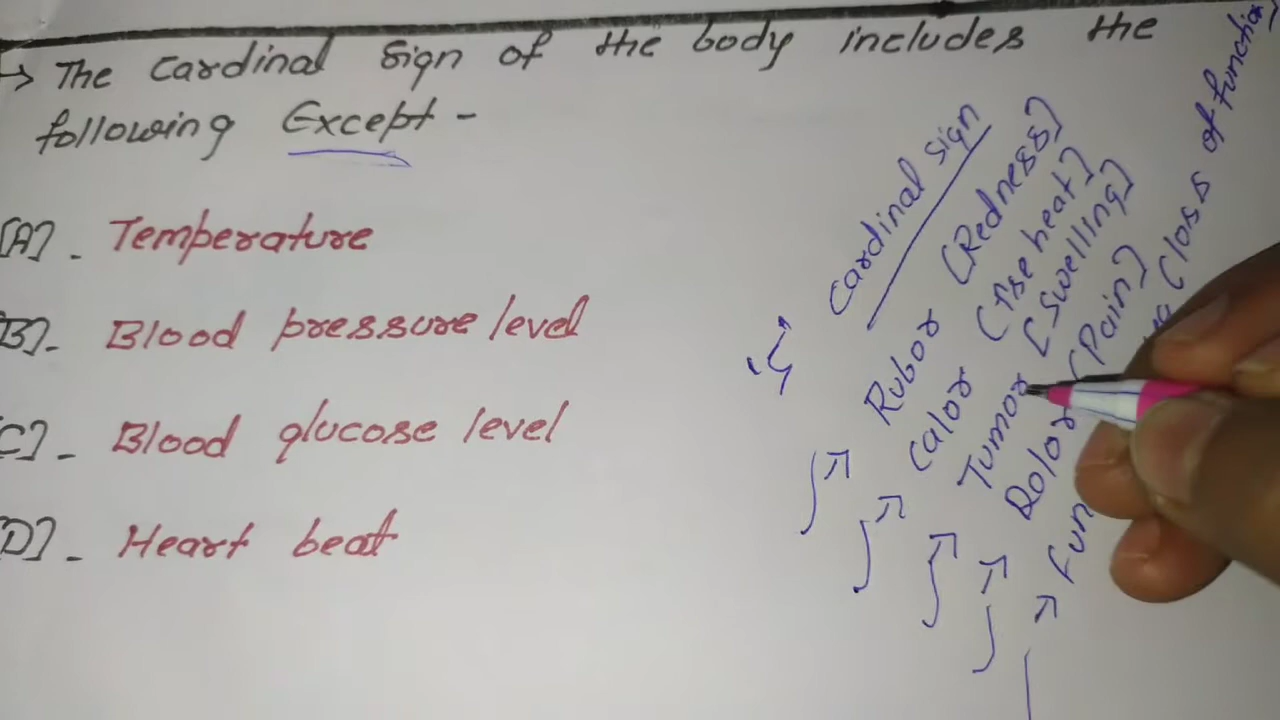 → The Cardinal Sign of the body includes the
following Except -
[A]. Temperature
[B]. Blood pressure level
[C]. Blood glucose level
[D]. Heart beat
Cardinal sign
Rubor [Redness]
Calor (↑se heat]
Tumor [Swelling]
Dolor [Pain]
(loss of function)